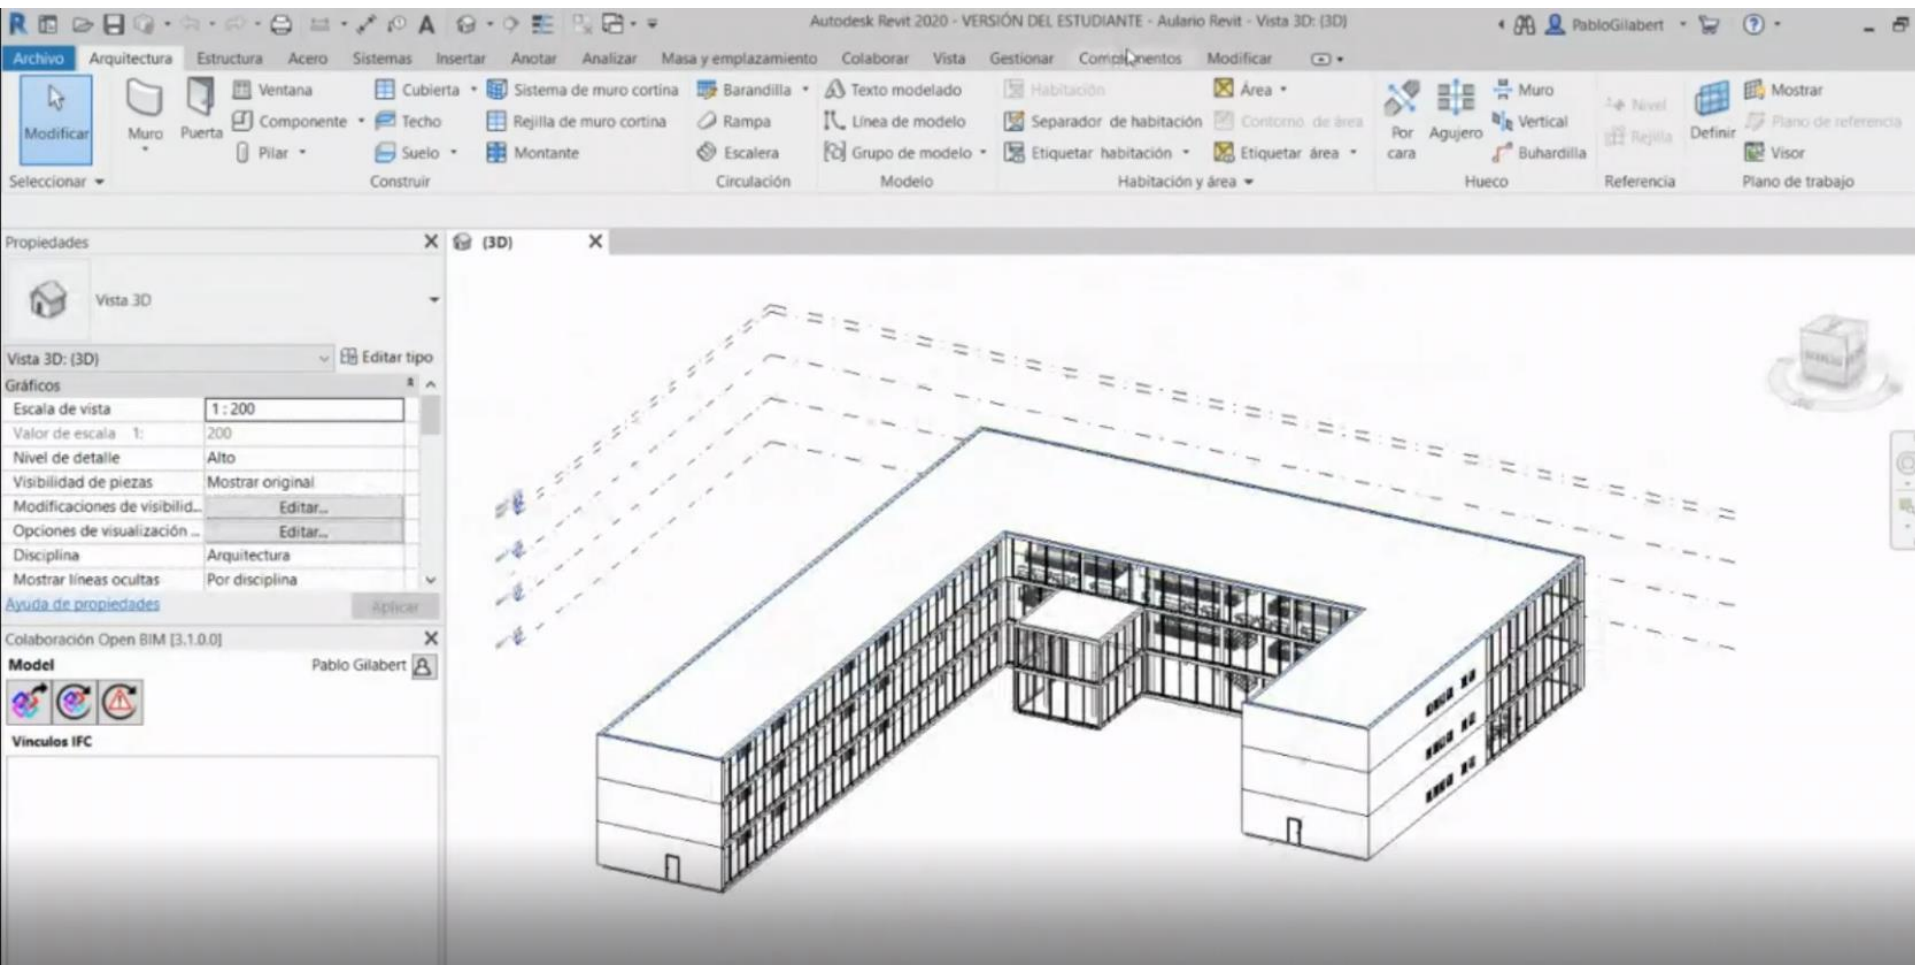 Autodesk Revit 2020 - VERSIÓN DEL ESTUDIANTE - Aulario Revit - Vista 3D: {3D}
PabloGilabert
Archivo Arquitectura Estructura Acero Sistemas Insertar Anotar Analizar Masa y emplazamiento Colaborar Vista Gestionar Componentes Modificar
Ventana Cubierta Sistema de muro cortina Barandilla Texto modelado Habitación Área Muro Mostrar
Componente Techo Rejilla de muro cortina Rampa Línea de modelo Separador de habitación Contorno de área Vertical Nivel Plano de referencia
Modificar Muro Puerta Por cara Agujero Rejilla Definir
Pilar Suelo Montante Escalera Grupo de modelo Etiquetar habitación Etiquetar área Buhardilla Visor
Seleccionar Construir Circulación Modelo Habitación y área Hueco Referencia Plano de trabajo
Propiedades
{3D}
Vista 3D
Vista 3D: {3D} Editar tipo
Gráficos
Escala de vista 1 : 200
Valor de escala 1: 200
Nivel de detalle Alto
Visibilidad de piezas Mostrar original
Modificaciones de visibilid... Editar...
Opciones de visualización ... Editar...
Disciplina Arquitectura
Mostrar líneas ocultas Por disciplina
Ayuda de propiedades Aplicar
Colaboración Open BIM [3.1.0.0]
Model Pablo Gilabert
Vínculos IFC